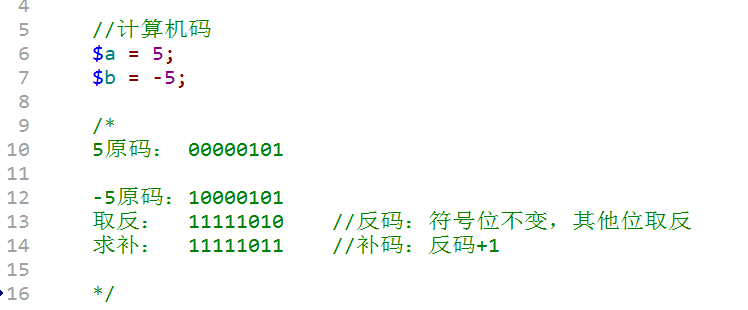 4
5 //计算机码
6 $a = 5;
7 $b = -5;
8
9 /*
10 5原码： 00000101
11
12 -5原码：10000101
13 取反： 11111010 //反码：符号位不变，其他位取反
14 求补： 11111011 //补码：反码+1
15
16 */